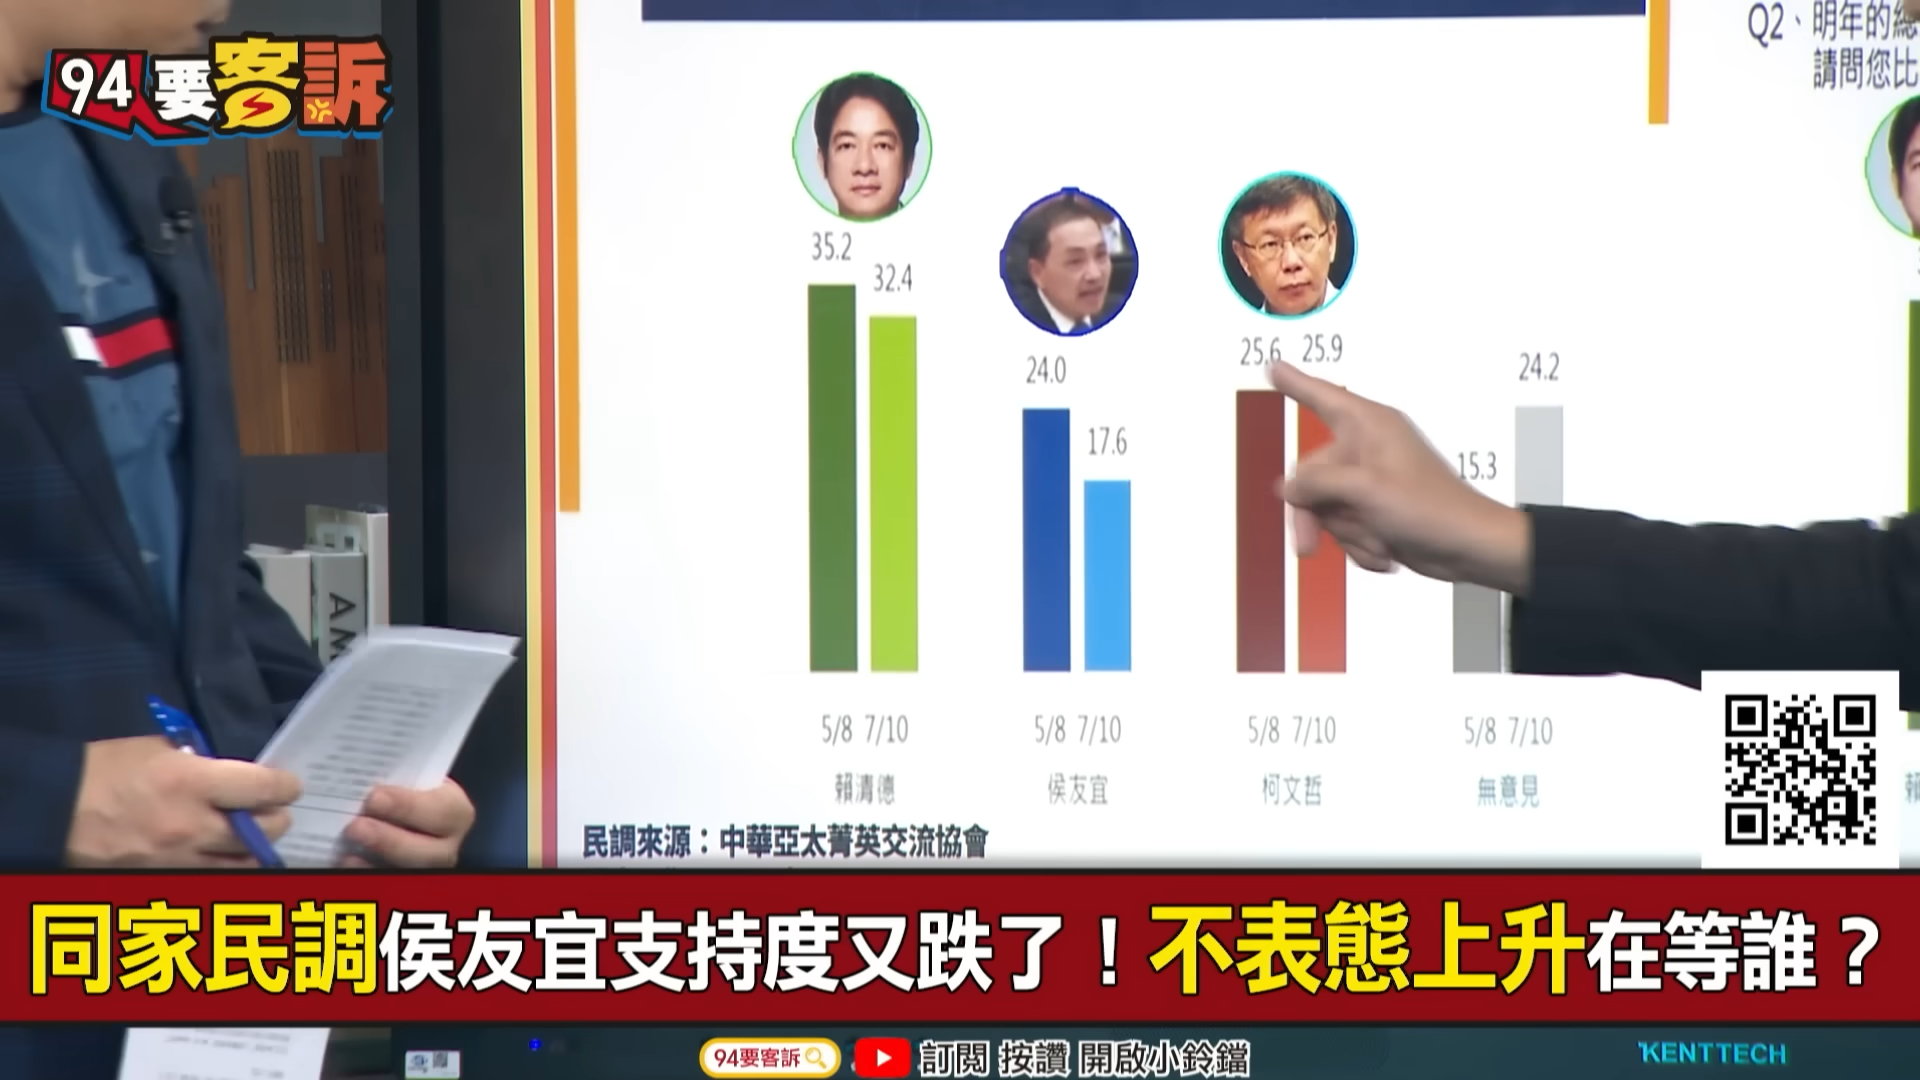 94要客訴
Q2、明年的總
請問您比
35.2
32.4
24.0
17.6
25.6 25.9
15.3
24.2
5/8 7/10
5/8 7/10
5/8 7/10
5/8 7/10
賴清德
侯友宜
柯文哲
無意見
民調來源：中華亞太菁英交流協會
同家民調侯友宜支持度又跌了！不表態上升在等誰？
94要客訴
訂閱 按讚 開啟小鈴鐺
KENTTECH